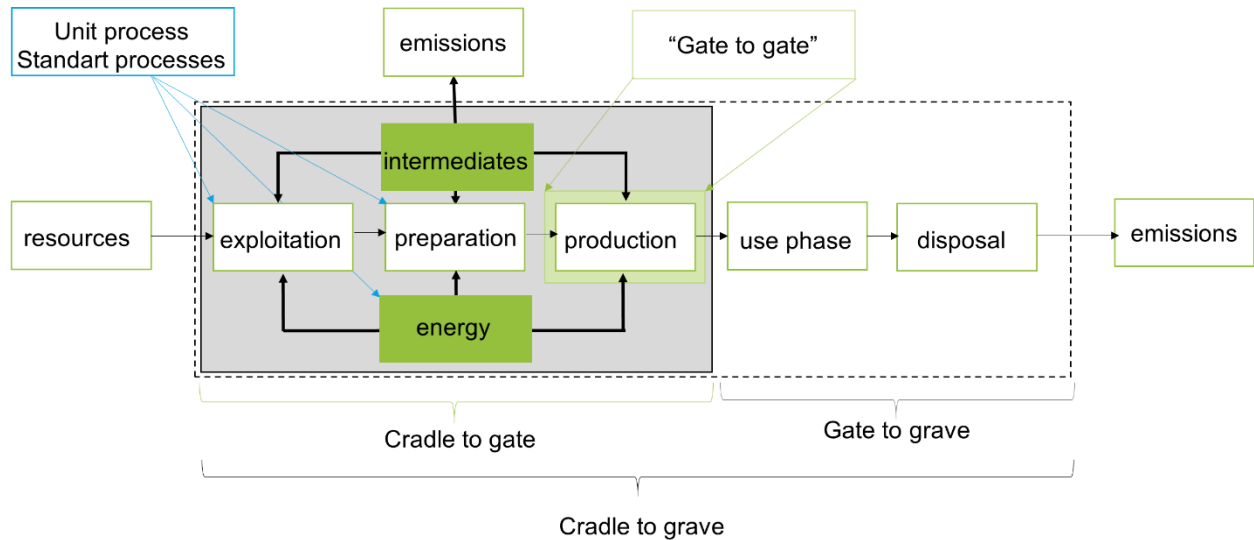 Unit process
Standart processes
emissions
“Gate to gate”
intermediates
resources
exploitation
preparation
production
use phase
disposal
emissions
energy
Cradle to gate
Gate to grave
Cradle to grave